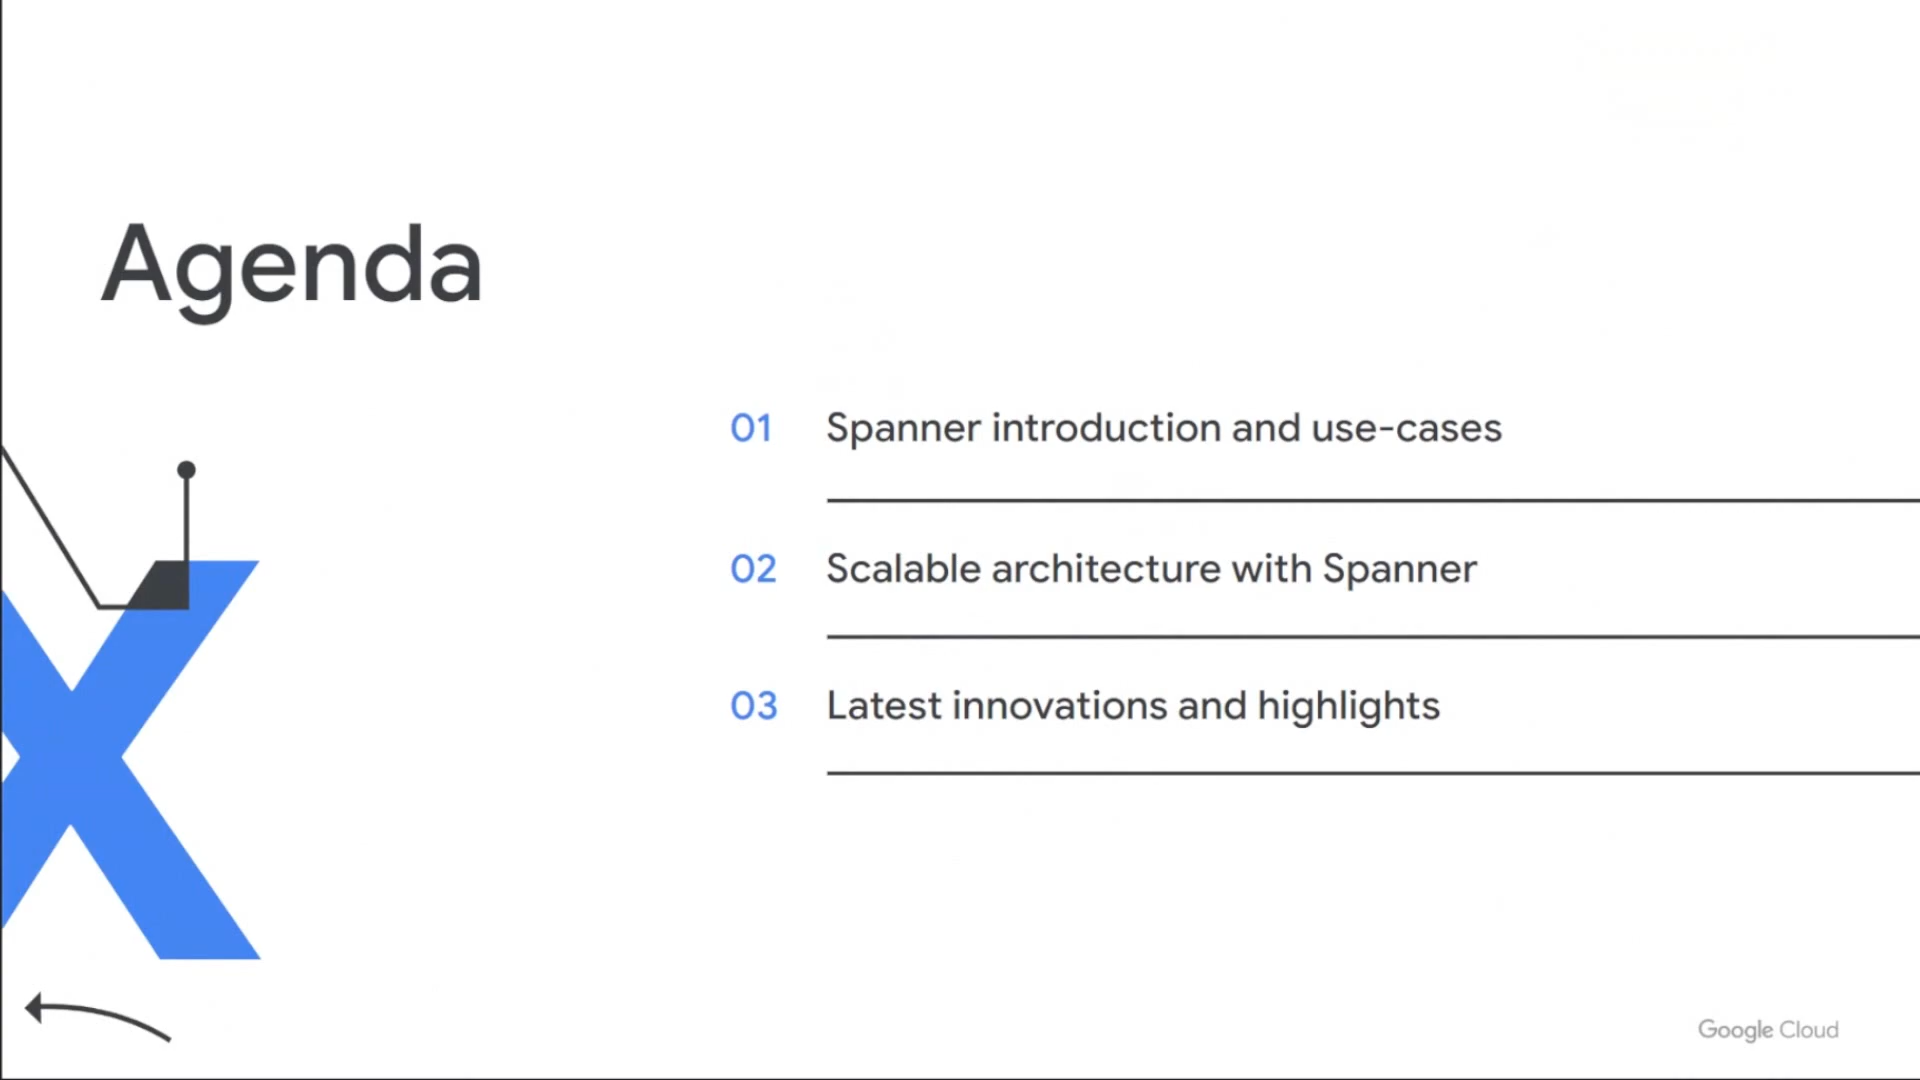 Agenda
01 Spanner introduction and use-cases
02 Scalable architecture with Spanner
03 Latest innovations and highlights
Google Cloud